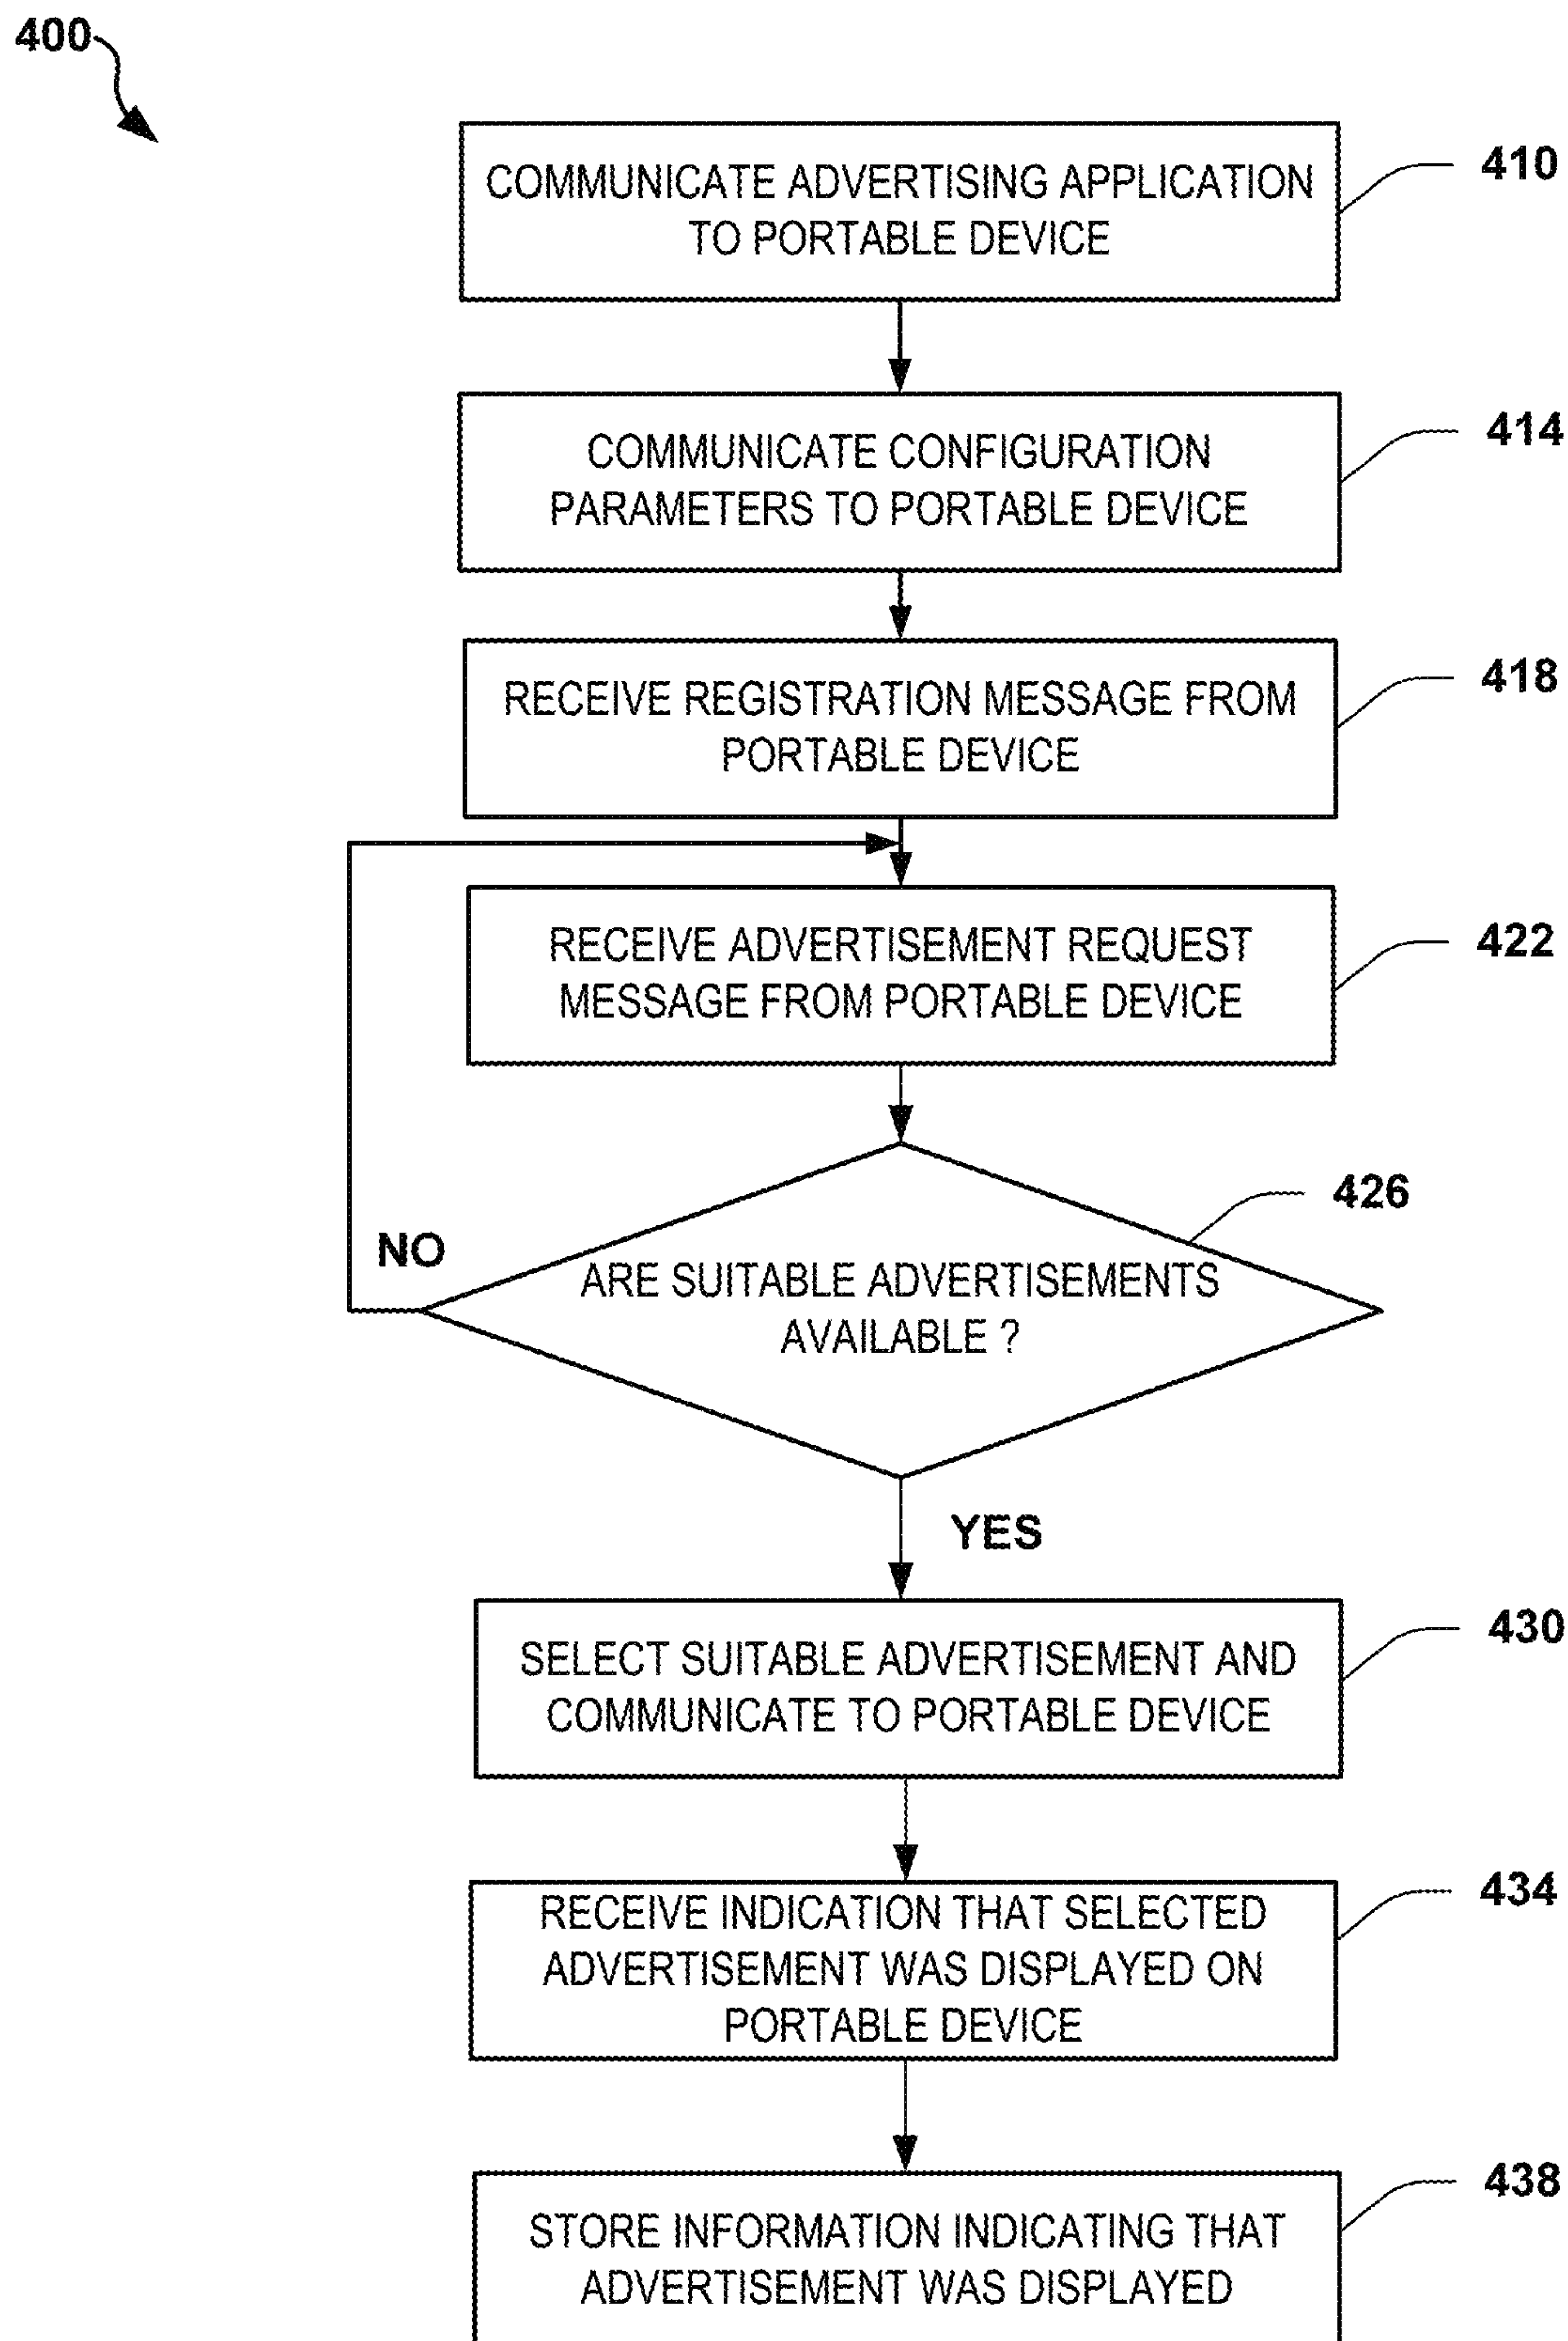 400
COMMUNICATE ADVERTISING APPLICATION
TO PORTABLE DEVICE
410
COMMUNICATE CONFIGURATION
PARAMETERS TO PORTABLE DEVICE
414
RECEIVE REGISTRATION MESSAGE FROM
PORTABLE DEVICE
418
RECEIVE ADVERTISEMENT REQUEST
MESSAGE FROM PORTABLE DEVICE
422
426
NO
ARE SUITABLE ADVERTISEMENTS
AVAILABLE ?
YES
SELECT SUITABLE ADVERTISEMENT AND
COMMUNICATE TO PORTABLE DEVICE
430
RECEIVE INDICATION THAT SELECTED
ADVERTISEMENT WAS DISPLAYED ON
PORTABLE DEVICE
434
STORE INFORMATION INDICATING THAT
ADVERTISEMENT WAS DISPLAYED
438